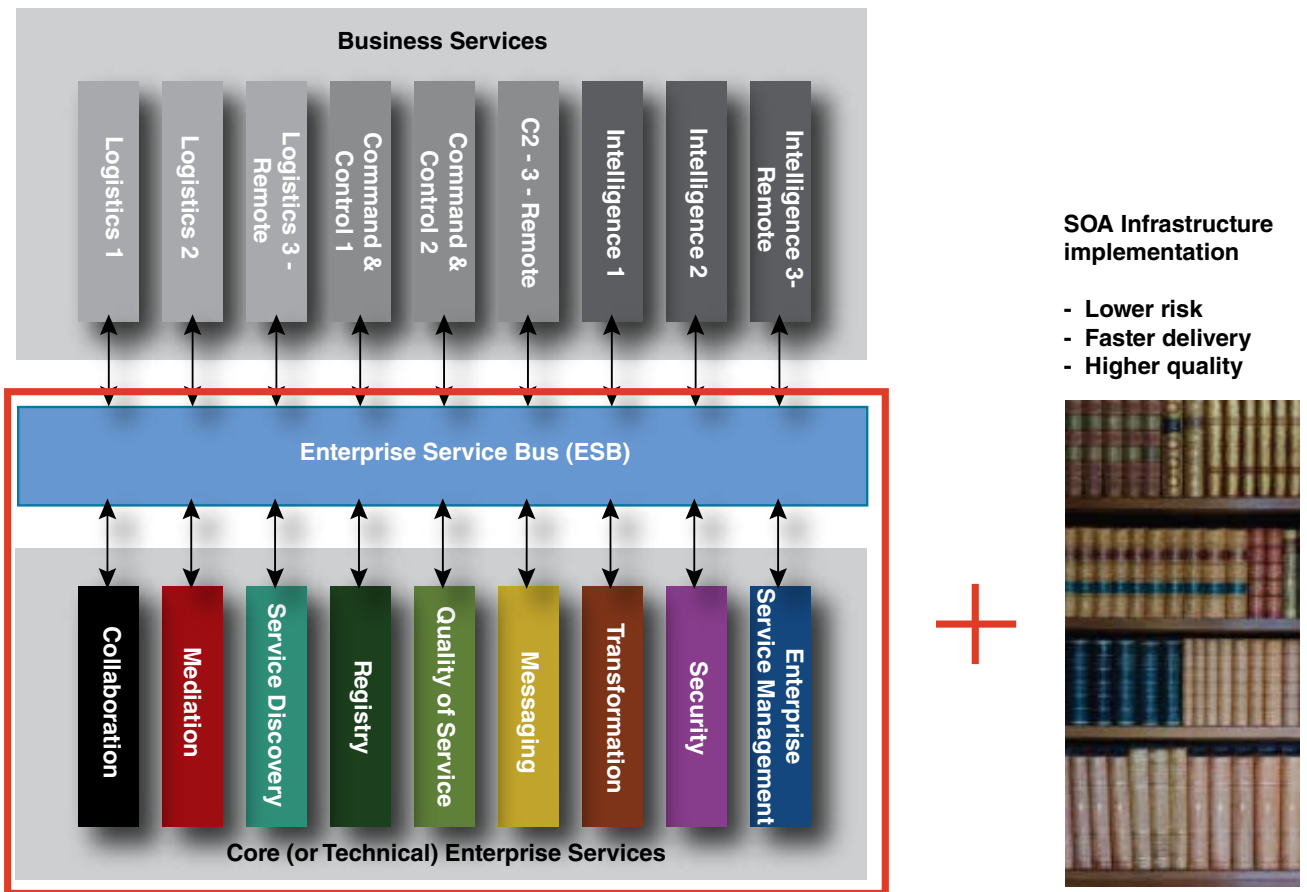 Business Services
Logistics 1
Logistics 2
Logistics 3 -
Remote
Command &
Control 1
Command &
Control 2
C2 - 3 - Remote
Intelligence 1
Intelligence 2
Intelligence 3-
Remote
Enterprise Service Bus (ESB)
Collaboration
Mediation
Service Discovery
Registry
Quality of Service
Messaging
Transformation
Security
Enterprise
Service Management
Core (or Technical) Enterprise Services
SOA Infrastructure
implementation
- Lower risk
- Faster delivery
- Higher quality